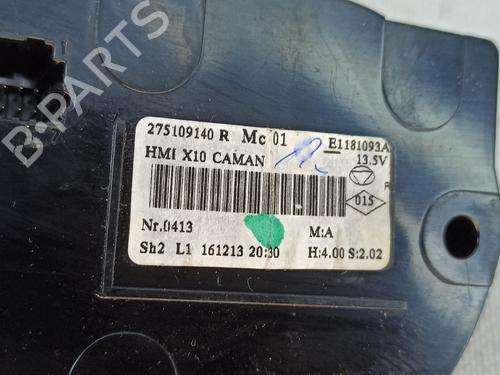 B-PARTS
275109140 R Mc 01
E1181093A
HMI X10 CAMAN
13.5V
R
015
Nr.0413
M:A
Sh2 L1 161213 20:30
H:4.00 S:2.02